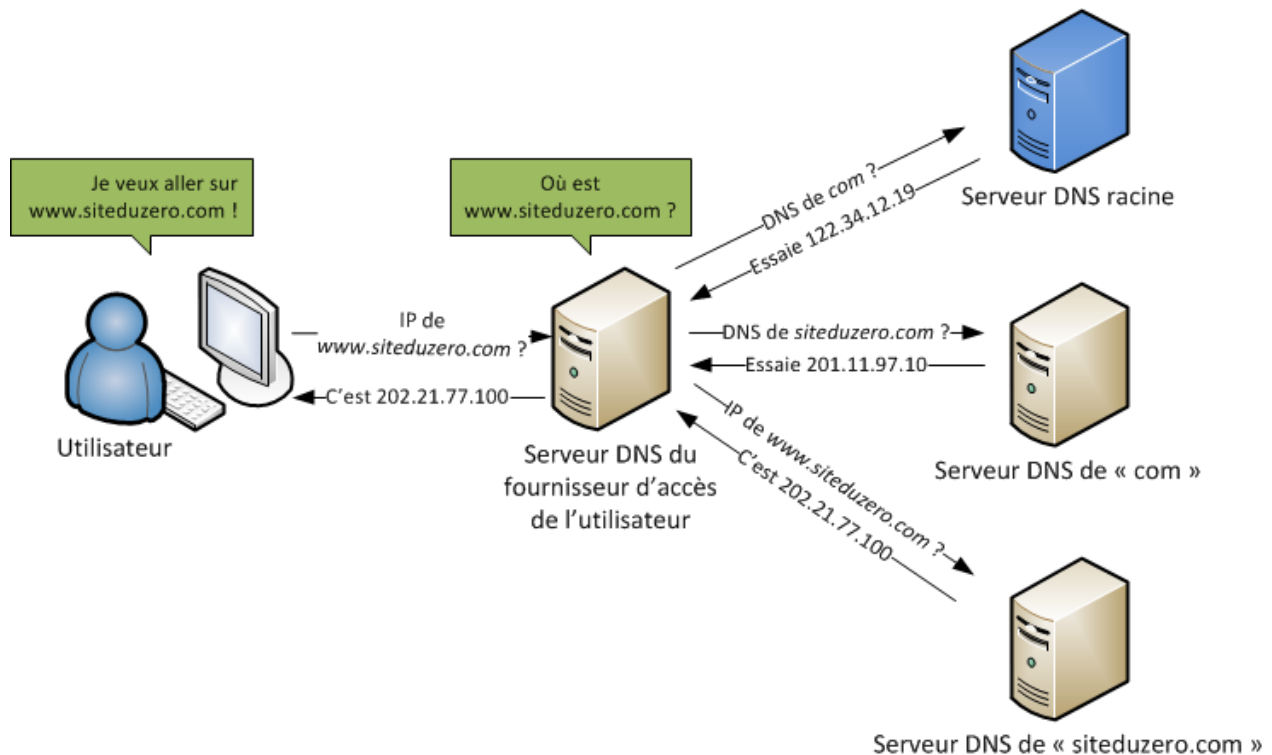 Je veux aller sur
www.siteduzero.com !
Utilisateur
IP de
www.siteduzero.com ?
C'est 202.21.77.100
Où est
www.siteduzero.com ?
Serveur DNS du
fournisseur d'accès
de l'utilisateur
DNS de com ?
Essaie 122.34.12.19
Serveur DNS racine
DNS de siteduzero.com ?
Essaie 201.11.97.10
Serveur DNS de « com »
IP de www.siteduzero.com ?
C'est 202.21.77.100
Serveur DNS de « siteduzero.com »